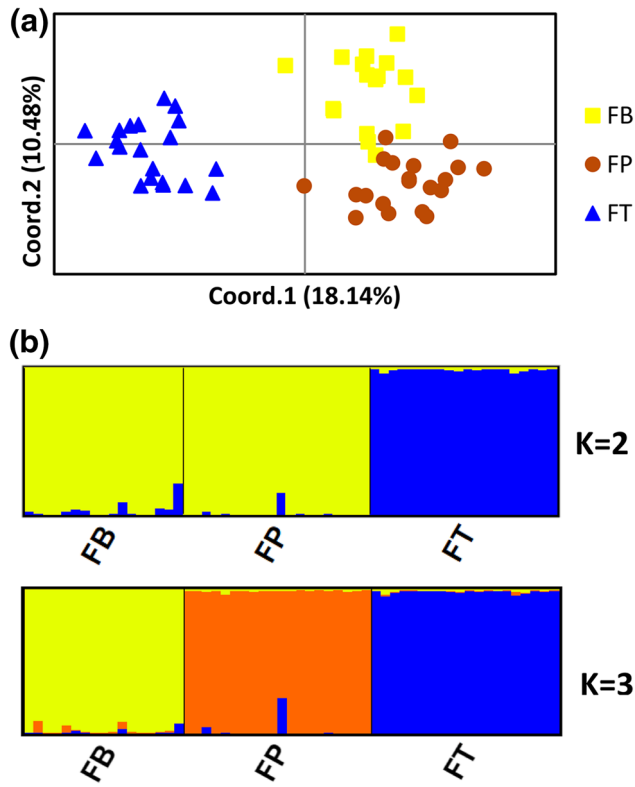 (a)
Coord.2 (10.48%)
FB
FP
FT
Coord.1 (18.14%)
(b)
K=2
FB
FP
FT
K=3
FB
FP
FT